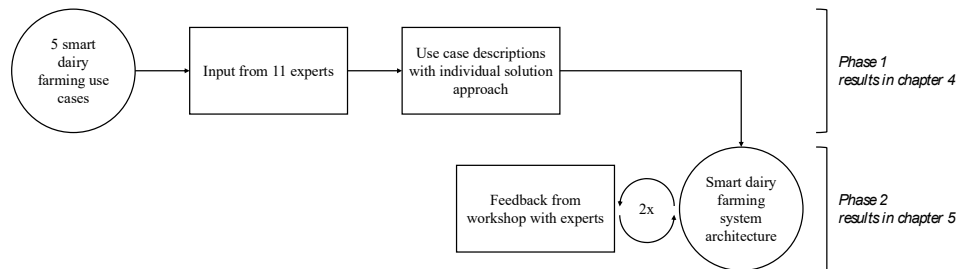 5 smart
dairy
farming use
cases
Input from 11 experts
Use case descriptions
with individual solution
approach
Phase 1
results in chapter 4
Feedback from
workshop with experts
2x
Smart dairy
farming
system
architecture
Phase 2
results in chapter 5